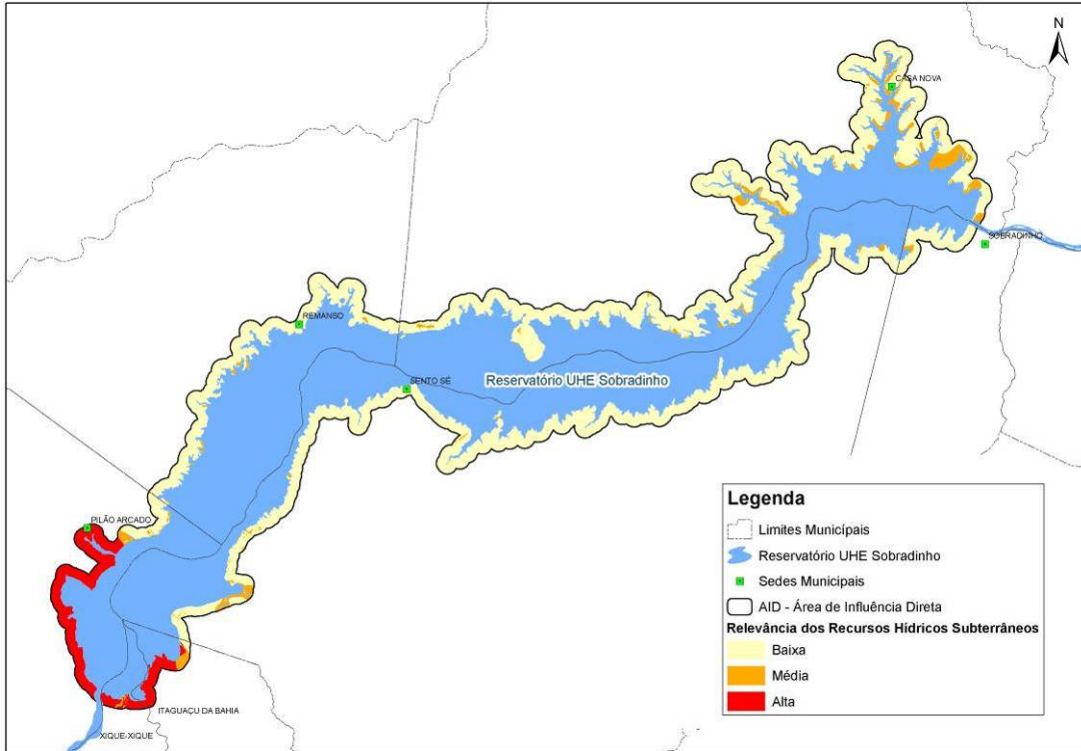 N
CASA NOVA
SOBRADINHO
REMANSO
SENTO SÉ
Reservatório UHE Sobradinho
PILÃO ARCADO
ITAGUAÇU DA BAHIA
XIQUE-XIQUE
Legenda
Limites Municipais
Reservatório UHE Sobradinho
Sedes Municipais
AID - Área de Influência Direta
Relevância dos Recursos Hídricos Subterrâneos
Baixa
Média
Alta